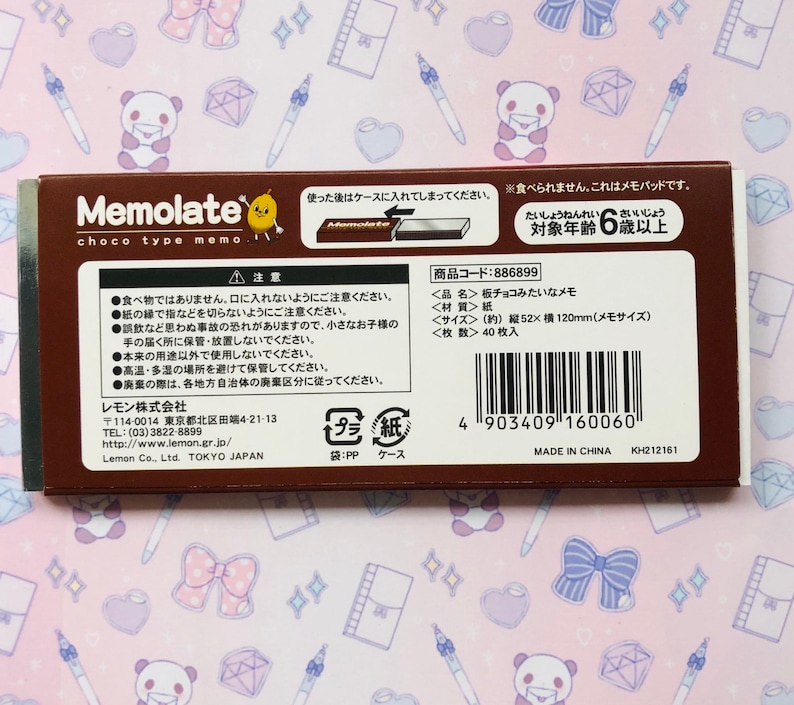 Memolate
choco type memo
使った後はケースに入れてしまってください。
Memolate
※食べられません。これはメモパッドです。
たいしょうねんれい　さいいじょう
対象年齢6歳以上
注意
●食べ物ではありません。口に入れないようにご注意ください。
●紙の縁で指などを切らないようにご注意ください。
●誤飲など思わぬ事故の恐れがありますので、小さなお子様の
手の届く所に保管・放置しないでください。
●本来の用途以外で使用しないでください。
●高温・多湿の場所を避けて保管してください。
●廃棄の際は、各地方自治体の廃棄区分に従ってください。
レモン株式会社
〒114-0014 東京都北区田端4-21-13
TEL:(03)3822-8899
http://www.lemon.gr.jp/
Lemon Co., Ltd. TOKYO JAPAN
プラ
袋:PP
紙
ケース
商品コード:886899
＜品 名＞板チョコみたいなメモ
＜材 質＞紙
＜サイズ＞（約）縦52×横120mm（メモサイズ）
＜枚 数＞40枚入
4 903409 160060
MADE IN CHINA KH212161